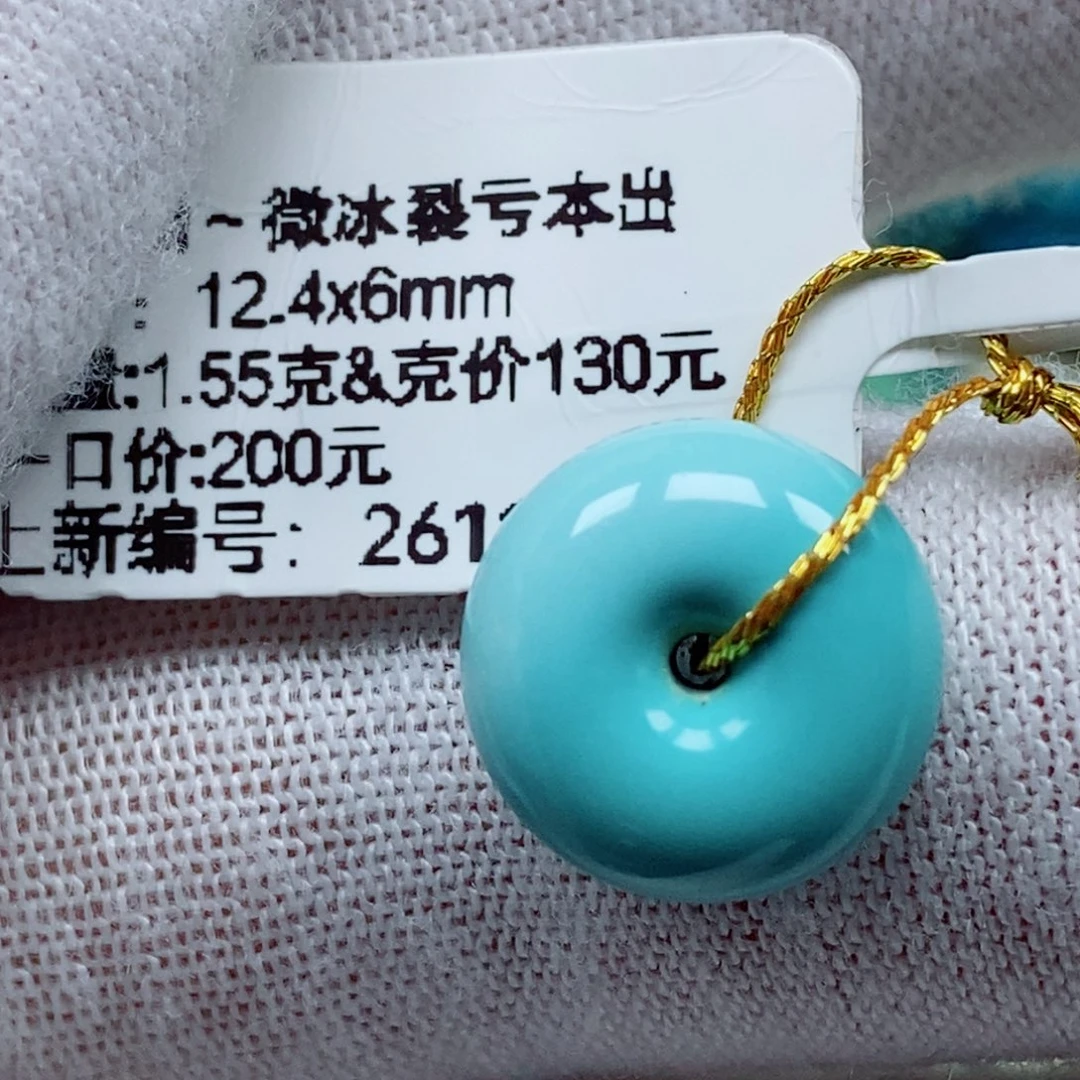 ~微冰裂亏本出
: 12.4x6mm
:1.55克&克价130元
一口价:200元
上新编号: 261